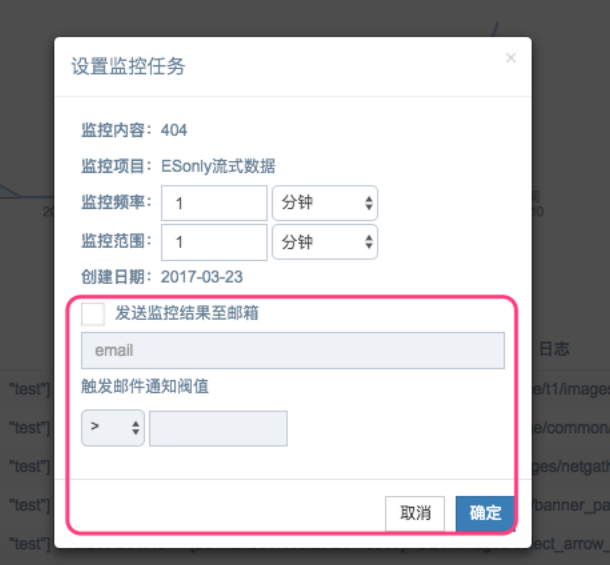 设置监控任务 ×
监控内容：404
监控项目：ESonly流式数据
监控频率：1 分钟
监控范围：1 分钟
创建日期：2017-03-23
发送监控结果至邮箱
email
日志
"test"] e/t1/images
触发邮件通知阀值
"test"] e/common/
>
"test"] ges/netgath
"test"] /banner_pa
取消 确定
"test"] ect_arrow_